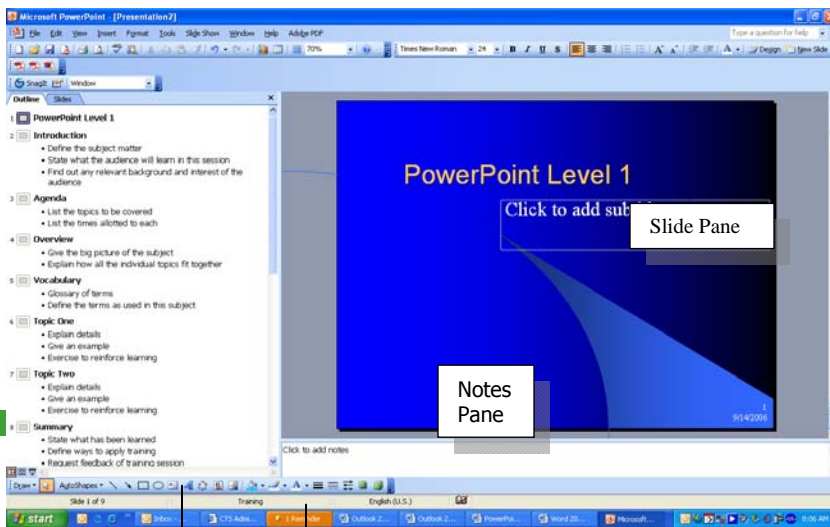 Microsoft PowerPoint - [Presentation2]
File Edit View Insert Format Tools Slide Show Window Help Adobe PDF
Type a question for help
70% Times New Roman 24 B I U S A A A Design New Slide
SnagIt Window
Outline Slides
1 PowerPoint Level 1
2 Introduction
• Define the subject matter
• State what the audience will learn in this session
• Find out any relevant background and interest of the
audience
3 Agenda
• List the topics to be covered
• List the times allotted to each
4 Overview
• Give the big picture of the subject
• Explain how all the individual topics fit together
5 Vocabulary
• Glossary of terms
• Define the terms as used in this subject
6 Topic One
• Explain details
• Give an example
• Exercise to reinforce learning
7 Topic Two
• Explain details
• Give an example
• Exercise to reinforce learning
8 Summary
• State what has been learned
• Define ways to apply training
• Request feedback of training session
PowerPoint Level 1
Click to add
Slide Pane
Notes
Pane
1
9/14/2006
Click to add notes
Draw AutoShapes
Slide 1 of 9 Training English (U.S.)
start Inbox - ... CTS Adm... 1 Reminder Outlook 2... Outlook 2... PowerPoi... Word 20... Microsoft... AM